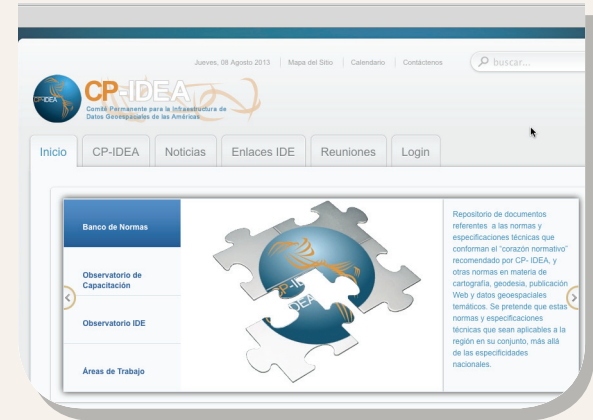 Jueves, 08 Agosto 2013 | Mapa del Sitio | Calendario | Contáctenos
buscar...
CP-IDEA
CP-IDEA
Comité Permanente para la Infraestructura de
Datos Geoespaciales de las Américas
Inicio CP-IDEA Noticias Enlaces IDE Reuniones Login
Banco de Normas
Observatorio de
Capacitación
Observatorio IDE
Áreas de Trabajo
Repositorio de documentos
referentes a las normas y
especificaciones técnicas que
conforman el "corazón normativo"
recomendado por CP- IDEA, y
otras normas en materia de
cartografía, geodesia, publicación
Web y datos geoespaciales
temáticos. Se pretende que estas
normas y especificaciones
técnicas que sean aplicables a la
región en su conjunto, más allá
de las especificidades
nacionales.